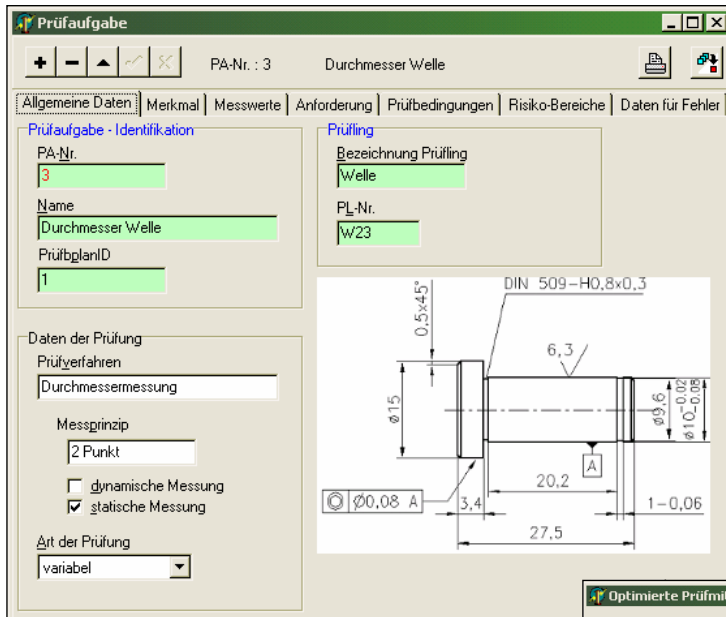 Prüfaufgabe
PA-Nr. : 3 Durchmesser Welle
Allgemeine Daten Merkmal Messwerte Anforderung Prüfbedingungen Risiko-Bereiche Daten für Fehler
Prüfaufgabe - Identifikation
PA-Nr.
3
Name
Durchmesser Welle
PrüfbplanID
1
Prüfling
Bezeichnung Prüfling
Welle
PL-Nr.
W23
Daten der Prüfung
Prüfverfahren
Durchmessermessung
Messprinzip
2 Punkt
dynamische Messung
statische Messung
Art der Prüfung
variabel
DIN 509-H0,8x0,3
0,5x45°
6,3
ø15
ø9,6
ø10-0.02 -0.08
A
20,2
ø0,08 A
3,4
1-0,06
27,5
Optimierte Prüfmi